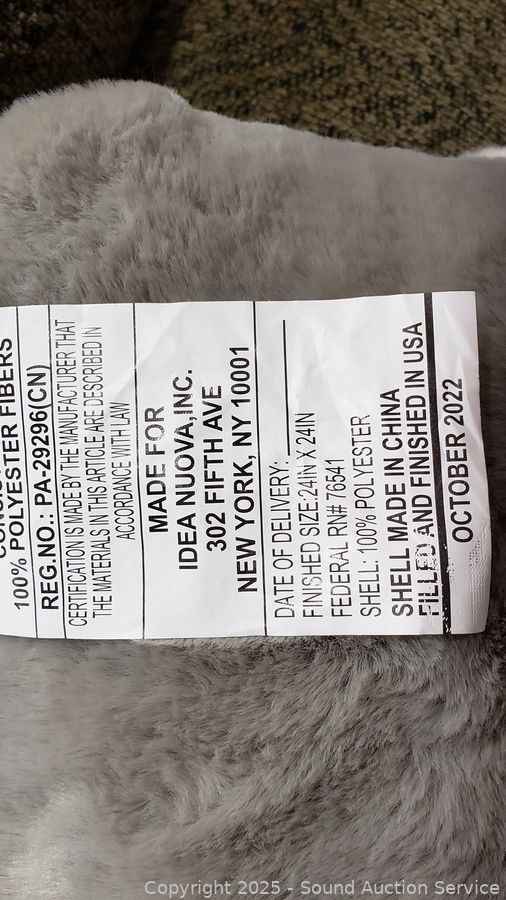 100% POLYESTER FIBERS
REG.NO.: PA-29296(CN)
CERTIFICATION IS MADE BY THE MANUFACTURER THAT
THE MATERIALS IN THIS ARTICLE ARE DESCRIBED IN
ACCORDANCE WITH LAW
MADE FOR
IDEA NUOVA,INC.
302 FIFTH AVE
NEW YORK, NY 10001
DATE OF DELIVERY:
FINISHED SIZE:24IN X 24IN
FEDERAL RN# 76541
SHELL: 100% POLYESTER
SHELL MADE IN CHINA
FILLED AND FINISHED IN USA
OCTOBER 2022
Copyright 2025 - Sound Auction Service